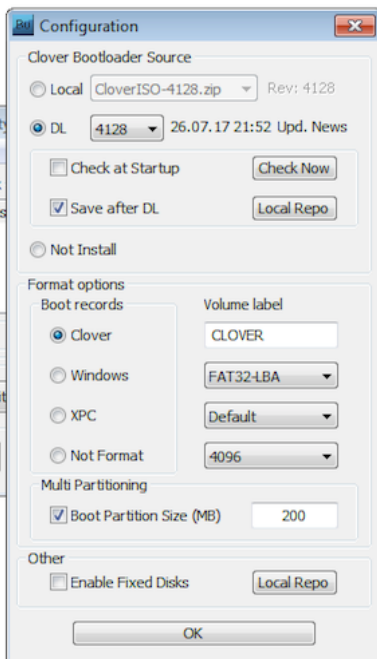 Bu Configuration
Clover Bootloader Source
Local CloverISO-4128.zip Rev: 4128
DL 4128 26.07.17 21:52 Upd. News
Check at Startup Check Now
Save after DL Local Repo
Not Install
Format options
Boot records Volume label
Clover CLOVER
Windows FAT32-LBA
XPC Default
Not Format 4096
Multi Partitioning
Boot Partition Size (MB) 200
Other
Enable Fixed Disks Local Repo
OK